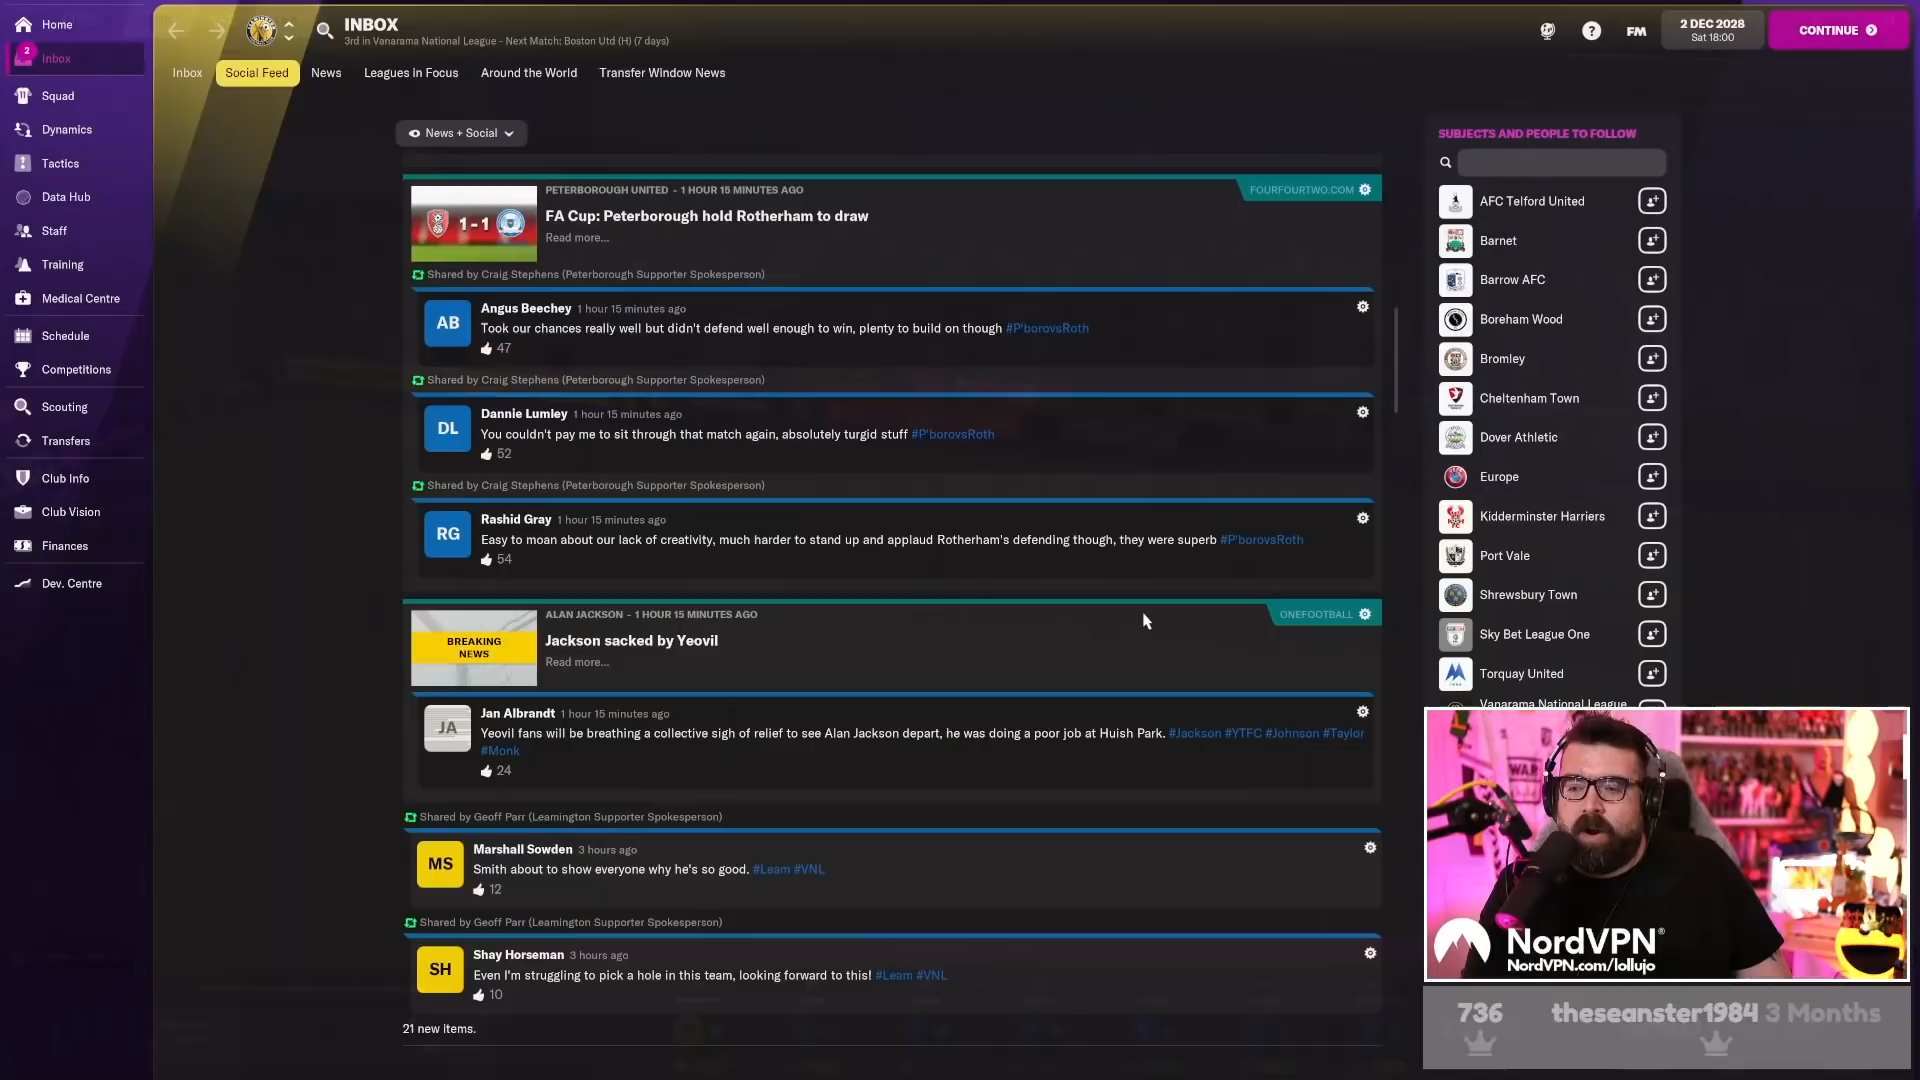 Home
2
Inbox
Squad
Dynamics
Tactics
Data Hub
Staff
Training
Medical Centre
Schedule
Competitions
Scouting
Transfers
Club Info
Club Vision
Finances
Dev. Centre
INBOX
3rd in Vanarama National League - Next Match: Boston Utd (H) (7 days)
?
FM
2 DEC 2028
Sat 18:00
CONTINUE
Inbox
Social Feed
News
Leagues in Focus
Around the World
Transfer Window News
News + Social
PETERBOROUGH UNITED - 1 HOUR 15 MINUTES AGO
FOURFOURTWO.COM
1 - 1
FA Cup: Peterborough hold Rotherham to draw
Read more...
Shared by Craig Stephens (Peterborough Supporter Spokesperson)
AB
Angus Beechey 1 hour 15 minutes ago
Took our chances really well but didn't defend well enough to win, plenty to build on though #P'borovsRoth
47
Shared by Craig Stephens (Peterborough Supporter Spokesperson)
DL
Dannie Lumley 1 hour 15 minutes ago
You couldn't pay me to sit through that match again, absolutely turgid stuff #P'borovsRoth
52
Shared by Craig Stephens (Peterborough Supporter Spokesperson)
RG
Rashid Gray 1 hour 15 minutes ago
Easy to moan about our lack of creativity, much harder to stand up and applaud Rotherham's defending though, they were superb #P'borovsRoth
54
ALAN JACKSON - 1 HOUR 15 MINUTES AGO
ONEFOOTBALL
BREAKING
NEWS
Jackson sacked by Yeovil
Read more...
JA
Jan Albrandt 1 hour 15 minutes ago
Yeovil fans will be breathing a collective sigh of relief to see Alan Jackson depart, he was doing a poor job at Huish Park. #Jackson #YTFC #Johnson #Taylor
#Monk
24
Shared by Geoff Parr (Leamington Supporter Spokesperson)
MS
Marshall Sowden 3 hours ago
Smith about to show everyone why he's so good. #Leam #VNL
12
Shared by Geoff Parr (Leamington Supporter Spokesperson)
SH
Shay Horseman 3 hours ago
Even I'm struggling to pick a hole in this team, looking forward to this! #Leam #VNL
10
21 new items.
SUBJECTS AND PEOPLE TO FOLLOW
AFC Telford United
Barnet
Barrow AFC
Boreham Wood
Bromley
Cheltenham Town
Dover Athletic
Europe
Kidderminster Harriers
Port Vale
Shrewsbury Town
Sky Bet League One
Torquay United
Vanarama National League
WAR
NordVPN®
NordVPN.com/lollujo
736
theseanster1984 3 Months